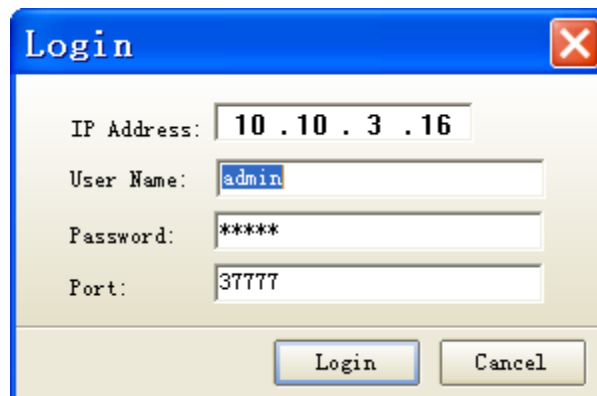 Login
IP Address: 10 .10 . 3 .16
User Name: admin
Password: *****
Port: 37777
Login Cancel